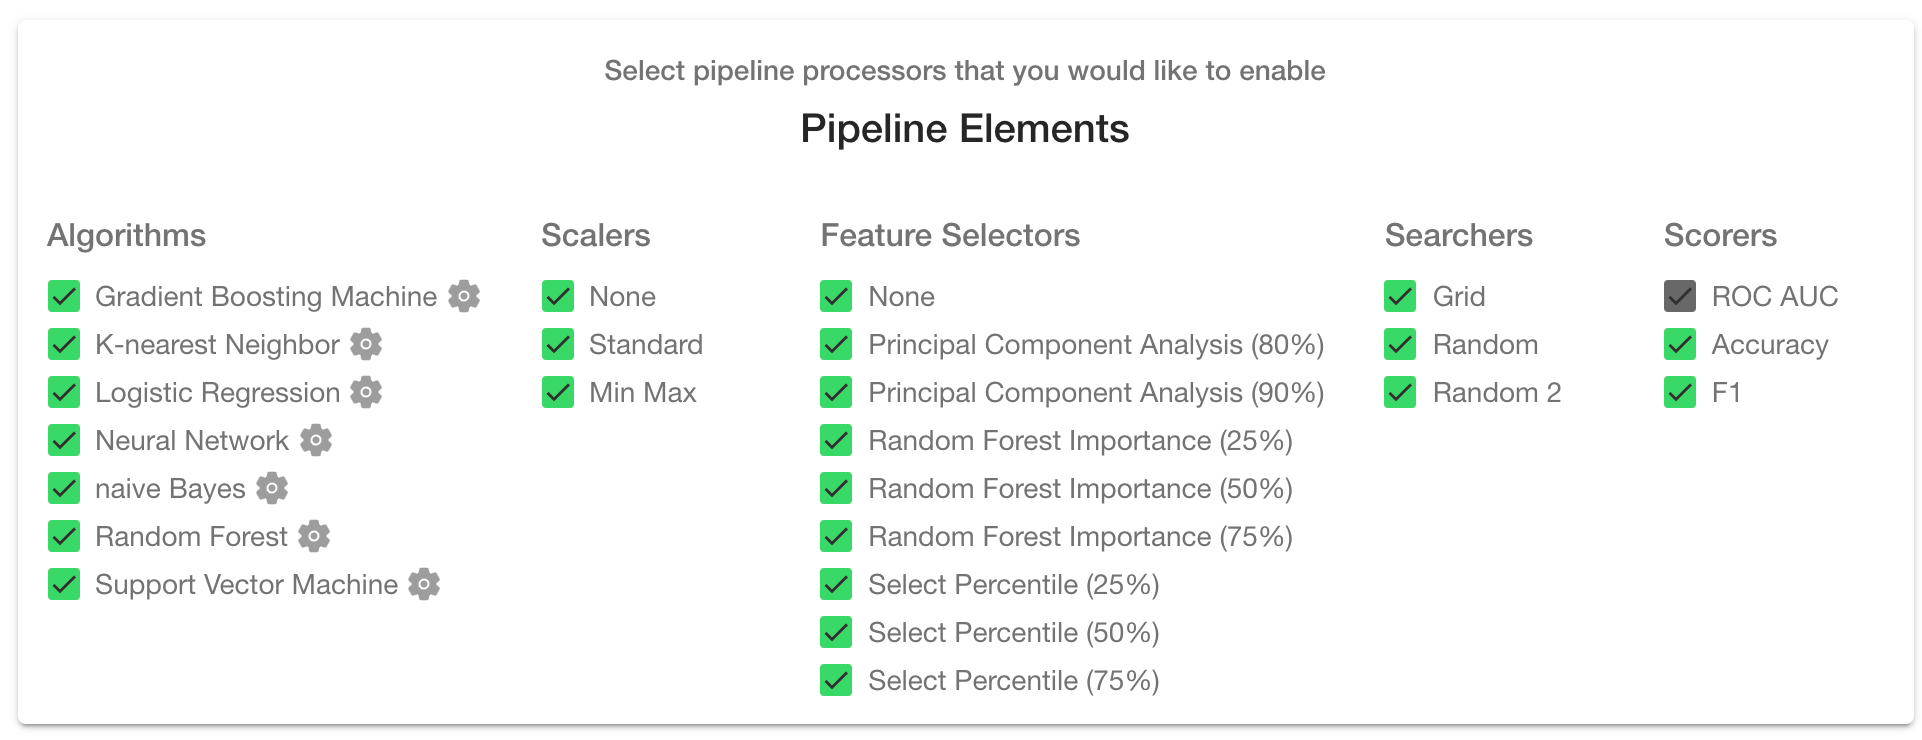 Select pipeline processors that you would like to enable
Pipeline Elements
Algorithms
Gradient Boosting Machine
K-nearest Neighbor
Logistic Regression
Neural Network
naive Bayes
Random Forest
Support Vector Machine
Scalers
None
Standard
Min Max
Feature Selectors
None
Principal Component Analysis (80%)
Principal Component Analysis (90%)
Random Forest Importance (25%)
Random Forest Importance (50%)
Random Forest Importance (75%)
Select Percentile (25%)
Select Percentile (50%)
Select Percentile (75%)
Searchers
Grid
Random
Random 2
Scorers
ROC AUC
Accuracy
F1